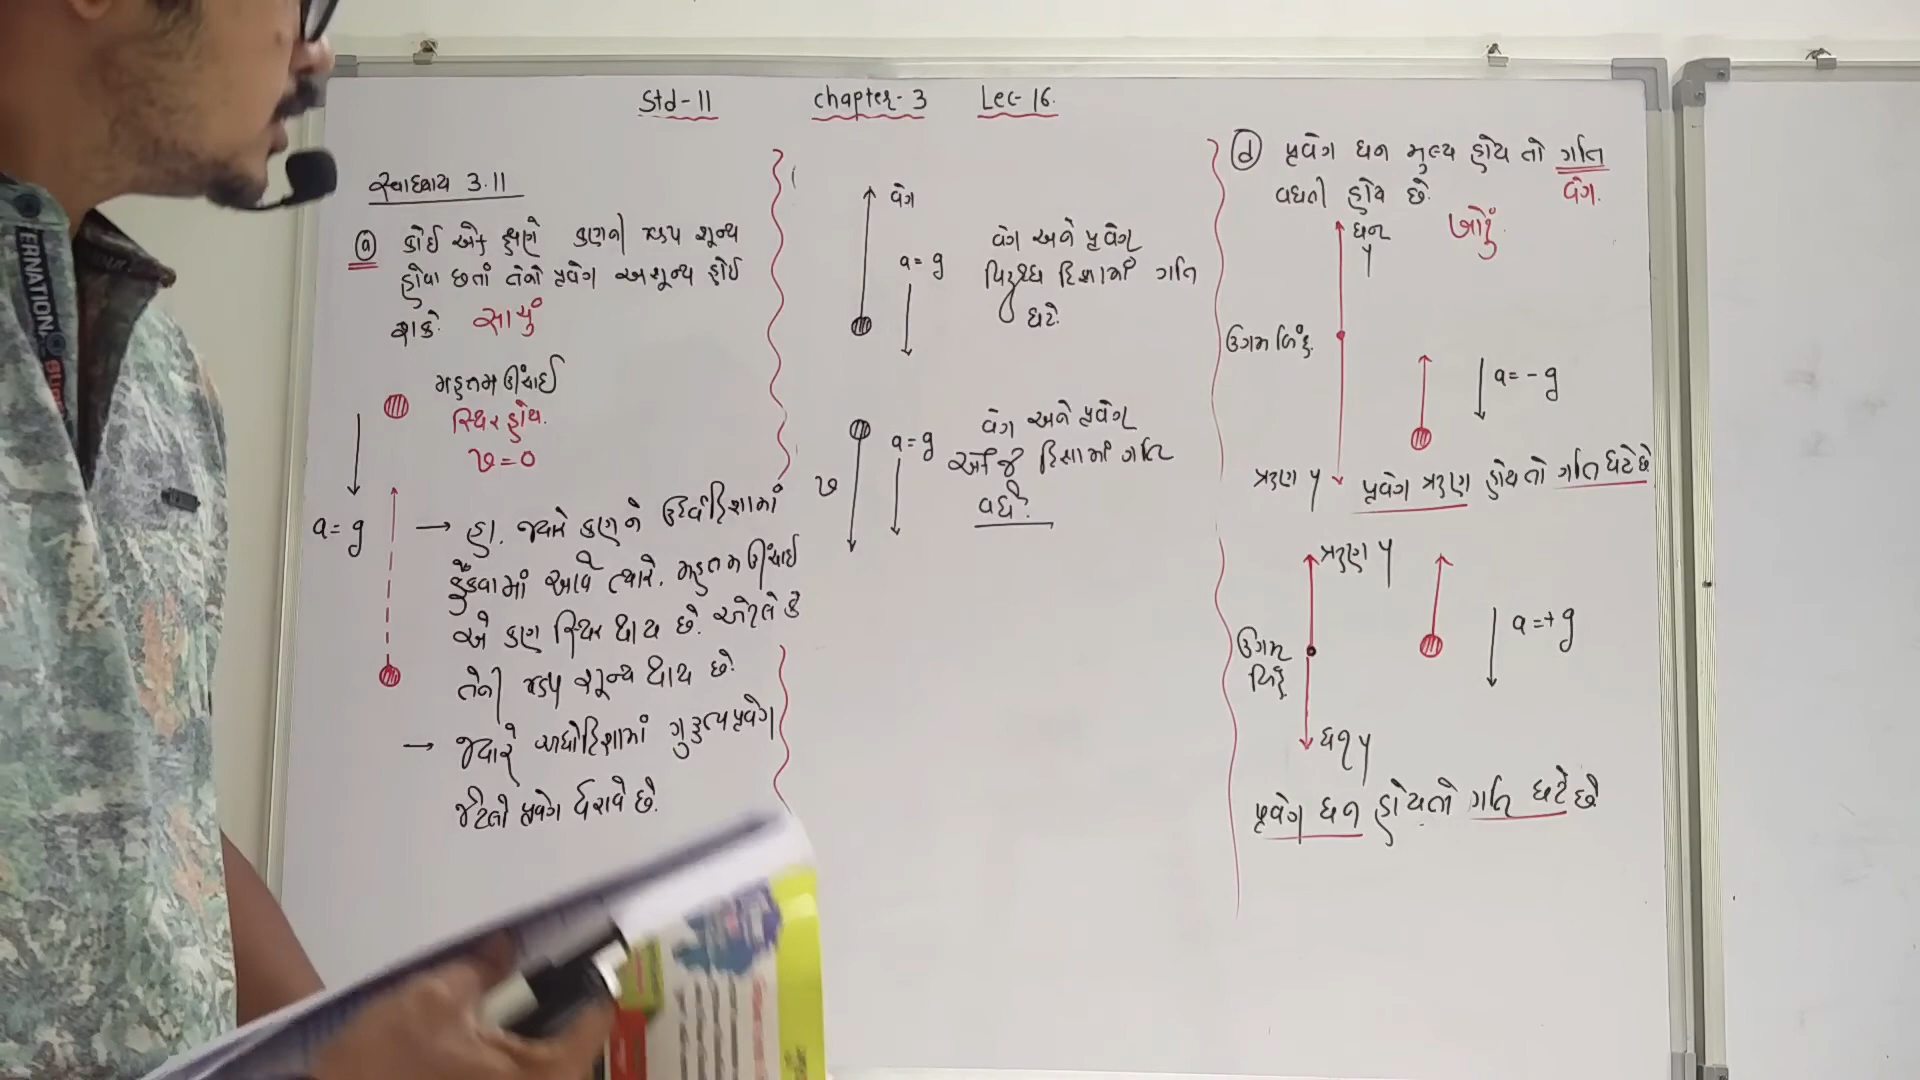 Std-11 Chapter-3 Lec-16.
સ્વાધ્યાય 3.11
ⓐ કોઈ એક ક્ષણે કણની ઝડપ શૂન્ય
હોવા છતાં તેનો પ્રવેગ અશૂન્ય હોઈ
શકે. સાચું
મહત્તમ ઊંચાઈ
સ્થિર હોય.
v=0
a=g
→ હા. જ્યારે કણને ઉર્ધ્વદિશામાં
ફેંકવામાં આવે ત્યારે. મહત્તમ ઊંચાઈ
એ કણ સ્થિર થાય છે. એટલે કે
તેની ઝડપ શૂન્ય થાય છે.
→ જ્યારે અધોદિશામાં ગુરુત્વપ્રવેગ
જેટલો પ્રવેગ ધરાવે છે.
વેગ
a=g
વેગ અને પ્રવેગ
વિરુધ્ધ દિશામાં ગતિ
ઘટે.
v
a=g
વેગ અને પ્રવેગ
એક જ દિશામાં ગતિ
વધે.
ⓓ પ્રવેગ ધન મુલ્ય હોય તો ગતિ
વધતી હોય છે. વેગ.
ખોટું.
ધન
y
ઉગમ બિંદુ.
a=-g
ઋણ y
પ્રવેગ ઋણ હોય તો ગતિ ઘટે છે
ઋણ y
ઉગમ
બિંદુ
a=+g
ધન y
પ્રવેગ ધન હોય તો ગતિ ઘટે છે
ERNATION